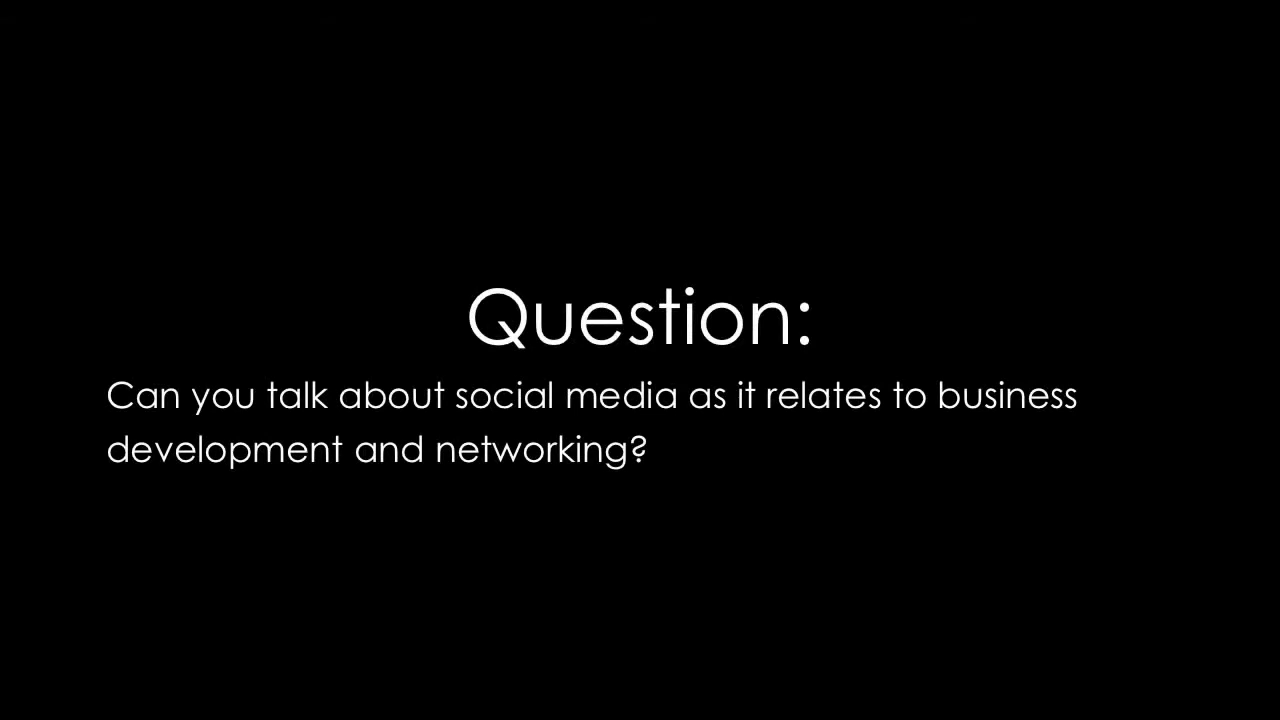 Question:
Can you talk about social media as it relates to business
development and networking?